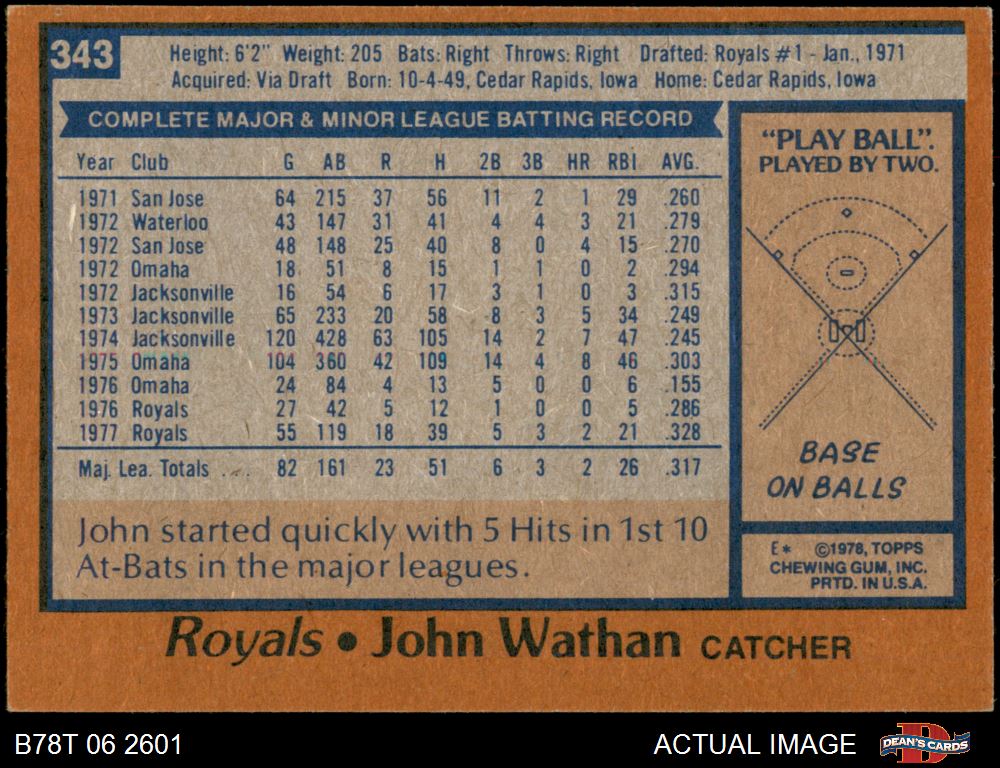 343
Height: 6'2" Weight: 205 Bats: Right Throws: Right Drafted: Royals #1 - Jan., 1971
Acquired: Via Draft Born: 10-4-49, Cedar Rapids, Iowa Home: Cedar Rapids, Iowa
COMPLETE MAJOR & MINOR LEAGUE BATTING RECORD
Year Club G AB R H 2B 3B HR RBI AVG.
1971 San Jose 64 215 37 56 11 2 1 29 .260
1972 Waterloo 43 147 31 41 4 4 3 21 .279
1972 San Jose 48 148 25 40 8 0 4 15 .270
1972 Omaha 18 51 8 15 1 1 0 2 .294
1972 Jacksonville 16 54 6 17 3 1 0 3 .315
1973 Jacksonville 65 233 20 58 8 3 5 34 .249
1974 Jacksonville 120 428 63 105 14 2 7 47 .245
1975 Omaha 104 360 42 109 14 4 8 46 .303
1976 Omaha 24 84 4 13 5 0 0 6 .155
1976 Royals 27 42 5 12 1 0 0 5 .286
1977 Royals 55 119 18 39 5 3 2 21 .328
Maj. Lea. Totals .... 82 161 23 51 6 3 2 26 .317
John started quickly with 5 Hits in 1st 10
At-Bats in the major leagues.
"PLAY BALL".
PLAYED BY TWO.
BASE
ON BALLS
E* ©1978, TOPPS
CHEWING GUM, INC.
PRTD. IN U.S.A.
Royals • John Wathan CATCHER
B78T 06 2601
ACTUAL IMAGE
DEAN'S CARDS